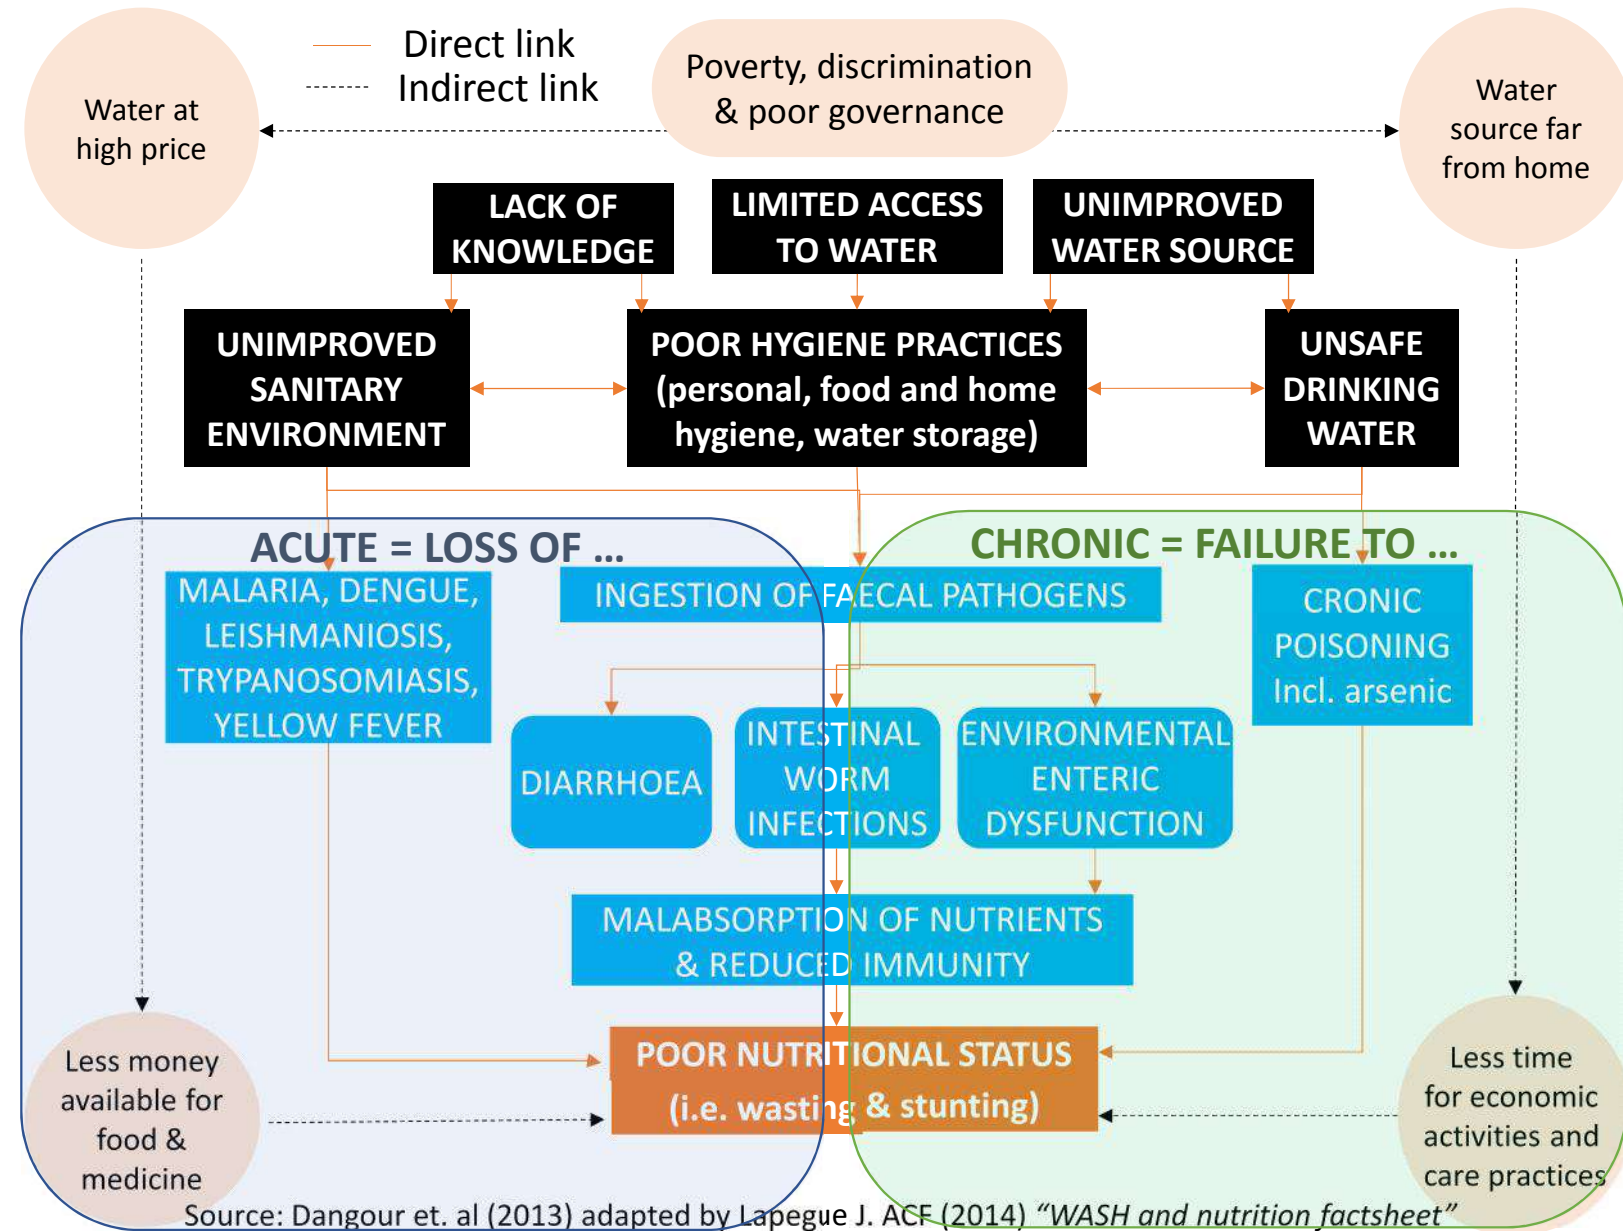 Direct link
Indirect link
Poverty, discrimination
& poor governance
Water at
high price
Water
source far
from home
LACK OF
KNOWLEDGE
LIMITED ACCESS
TO WATER
UNIMPROVED
WATER SOURCE
UNIMPROVED
SANITARY
ENVIRONMENT
POOR HYGIENE PRACTICES
(personal, food and home
hygiene, water storage)
UNSAFE
DRINKING
WATER
ACUTE = LOSS OF ...
CHRONIC = FAILURE TO ...
MALARIA, DENGUE,
LEISHMANIOSIS,
TRYPANOSOMIASIS,
YELLOW FEVER
INGESTION OF FAECAL PATHOGENS
CRONIC
POISONING
Incl. arsenic
DIARRHOEA
INTESTINAL
WORM
INFECTIONS
ENVIRONMENTAL
ENTERIC
DYSFUNCTION
MALABSORPTION OF NUTRIENTS
& REDUCED IMMUNITY
POOR NUTRITIONAL STATUS
(i.e. wasting & stunting)
Less money
available for
food &
medicine
Less time
for economic
activities and
care practices
Source: Dangour et. al (2013) adapted by Lapegue J. ACF (2014) “WASH and nutrition factsheet”